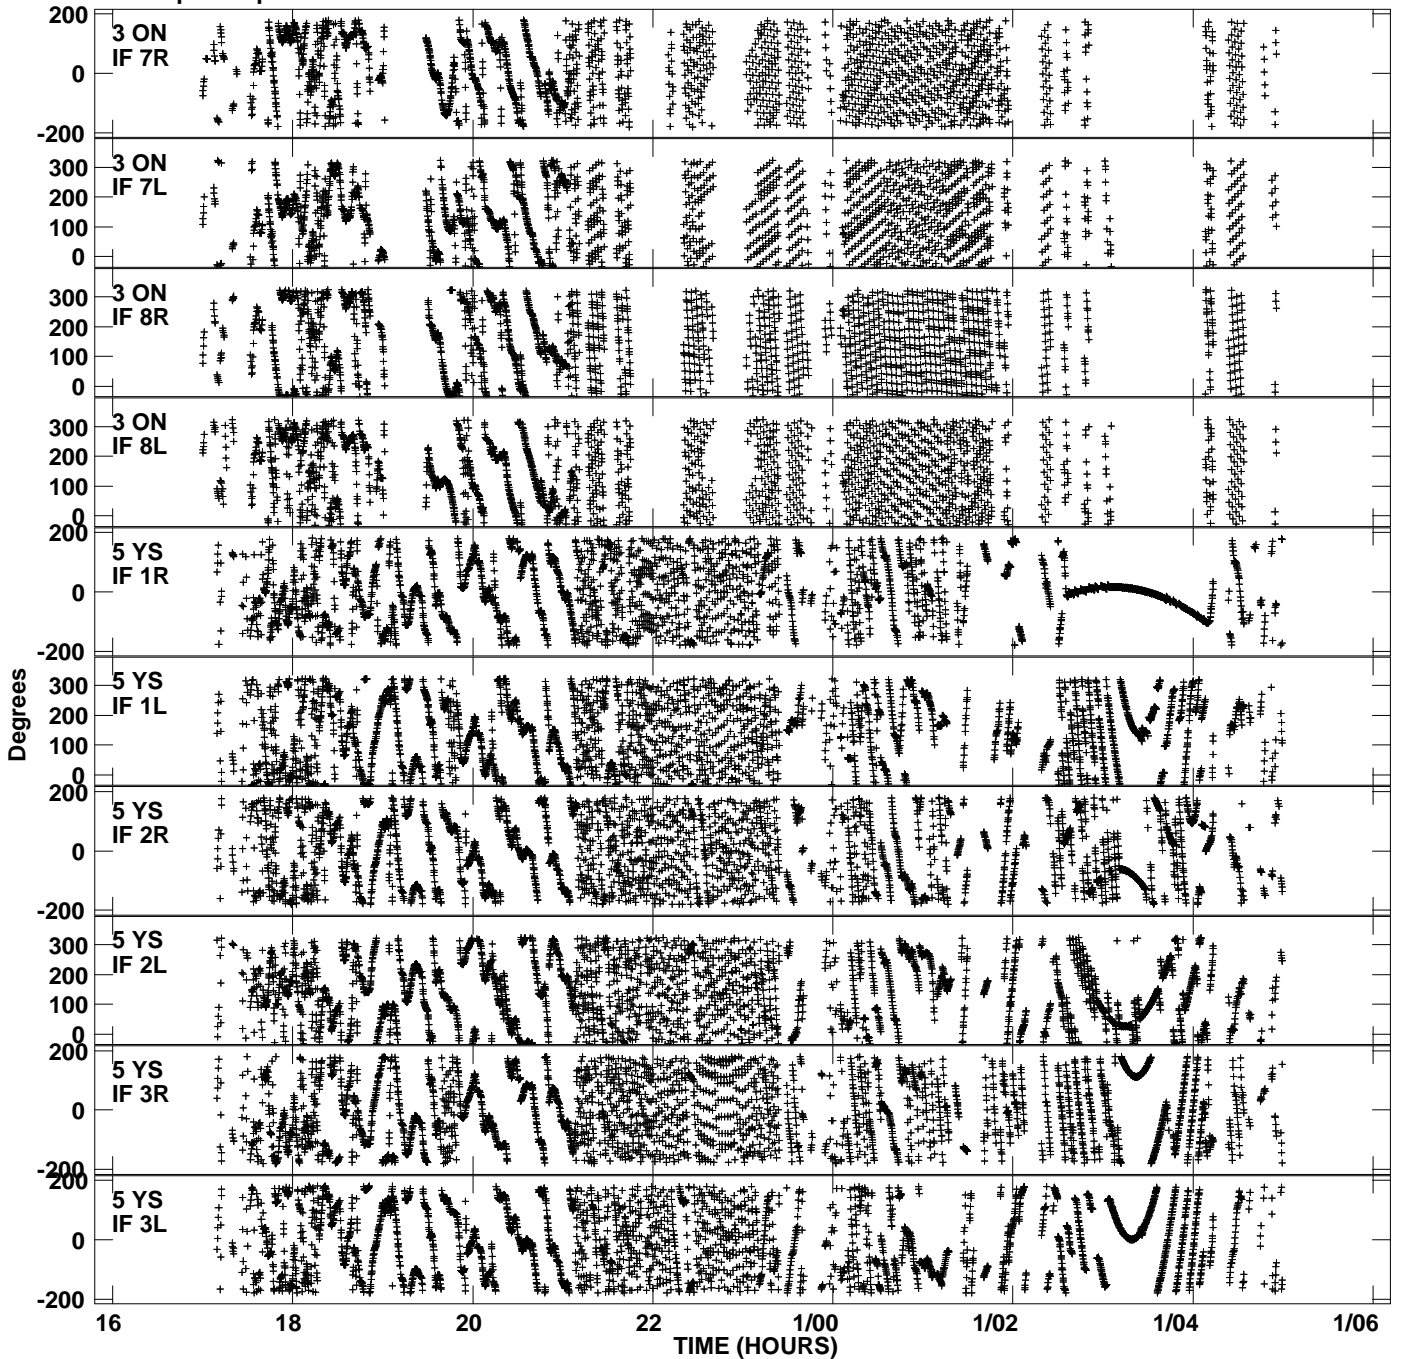 200
3 ON
IF 7R
0
-200
3 ON
IF 7L
300
200
100
0
3 ON
IF 8R
300
200
100
0
3 ON
IF 8L
300
200
100
0
200
5 YS
IF 1R
0
-200
5 YS
IF 1L
300
200
100
0
200
5 YS
IF 2R
0
-200
5 YS
IF 2L
300
200
100
0
200
5 YS
IF 3R
0
-200
200
5 YS
IF 3L
0
-200
Degrees
16 18 20 22 1/00 1/02 1/04 1/06
TIME (HOURS)